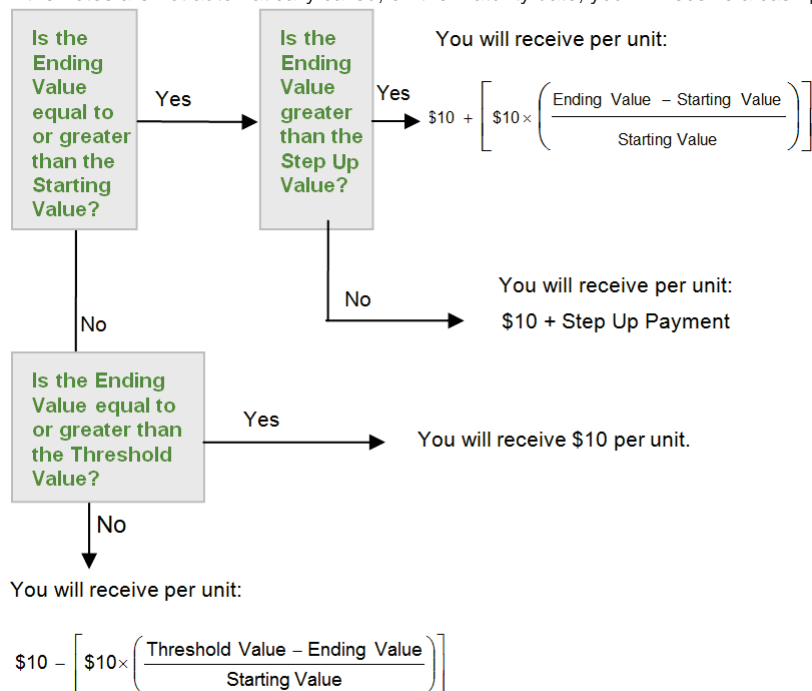 Is the
Ending
Value
equal to
or greater
than the
Starting
Value?
Yes
Is the
Ending
Value
greater
than the
Step Up
Value?
Yes
You will receive per unit:
$10 + [ $10 × ( Ending Value – Starting Value
Starting Value ) ]
No
You will receive per unit:
$10 + Step Up Payment
No
Is the Ending
Value equal to
or greater than
the Threshold
Value?
Yes
You will receive $10 per unit.
No
You will receive per unit:
$10 – [ $10× ( Threshold Value – Ending Value
Starting Value ) ]